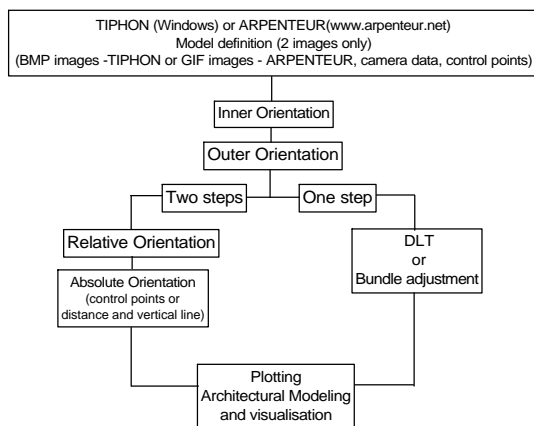 TIPHON (Windows) or ARPENTEUR(www.arpenteur.net)
Model definition (2 images only)
(BMP images -TIPHON or GIF images - ARPENTEUR, camera data, control points)
Inner Orientation
Outer Orientation
Two steps
One step
Relative Orientation
Absolute Orientation
(control points or
distance and vertical line)
DLT
or
Bundle adjustment
Plotting
Architectural Modeling
and visualisation